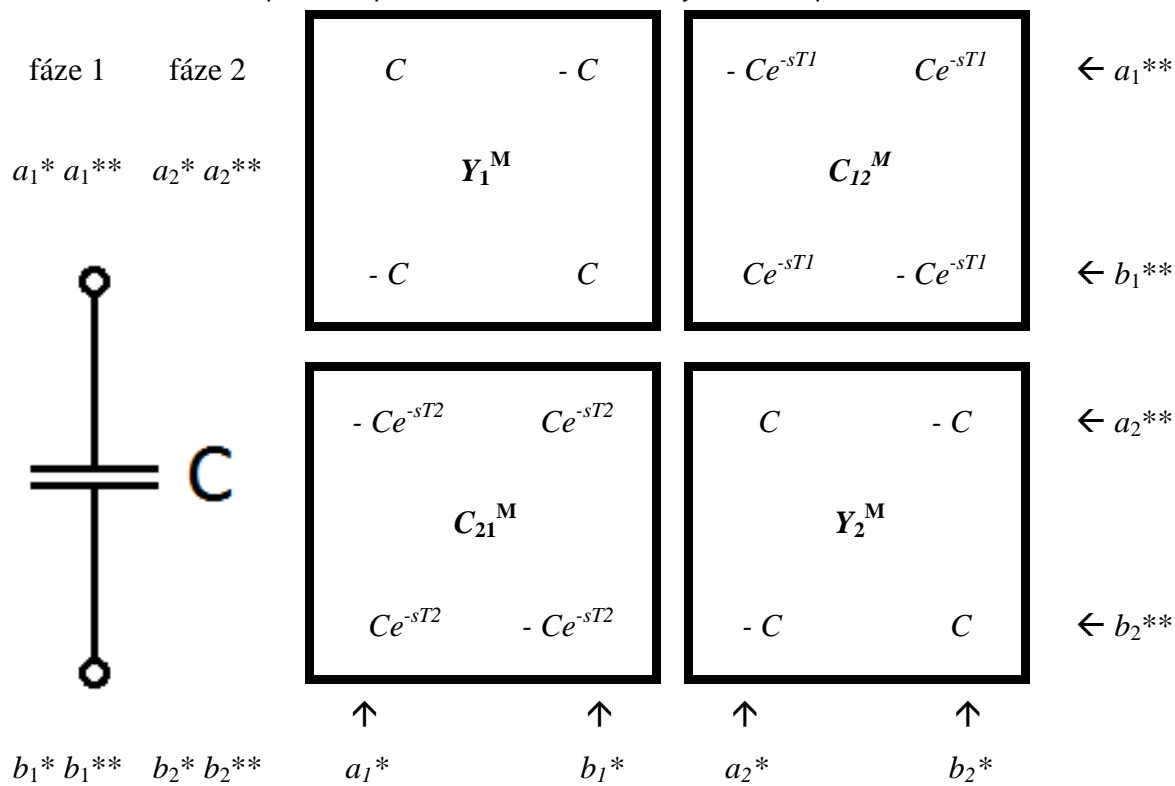 fáze 1 fáze 2 C - C - Ce^-sT1 Ce^-sT1 ← a₁**
a₁* a₁** a₂* a₂** Y₁^M C₁₂^M
- C C Ce^-sT1 - Ce^-sT1 ← b₁**
- Ce^-sT2 Ce^-sT2 C - C ← a₂**
C
C₂₁^M Y₂^M
Ce^-sT2 - Ce^-sT2 - C C ← b₂**
↑ ↑ ↑ ↑
b₁* b₁** b₂* b₂** a₁* b₁* a₂* b₂*